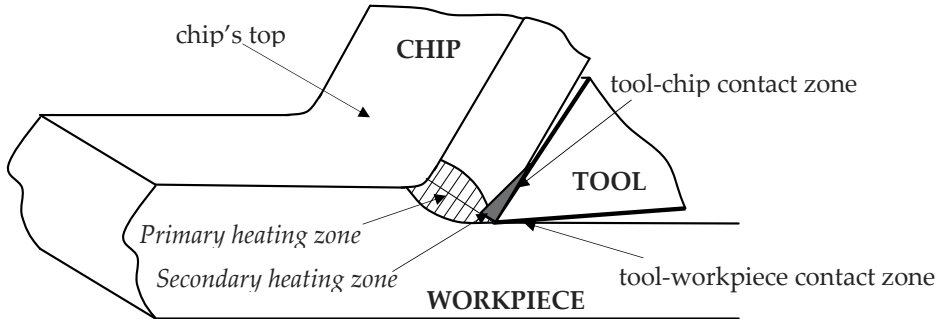 chip's top
CHIP
tool-chip contact zone
TOOL
Primary heating zone
Secondary heating zone
tool-workpiece contact zone
WORKPIECE